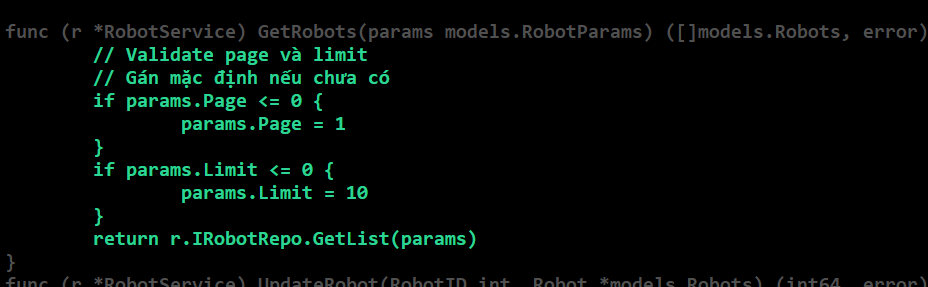 func (r *RobotService) GetRobots(params models.RobotParams) ([]models.Robots, error)
// Validate page và limit
// Gán mặc định nếu chưa có
if params.Page <= 0 {
params.Page = 1
}
if params.Limit <= 0 {
params.Limit = 10
}
return r.IRobotRepo.GetList(params)
}
func (r *RobotService) UpdateRobot(RobotID int, Robot *models.Robots) (int64, error)